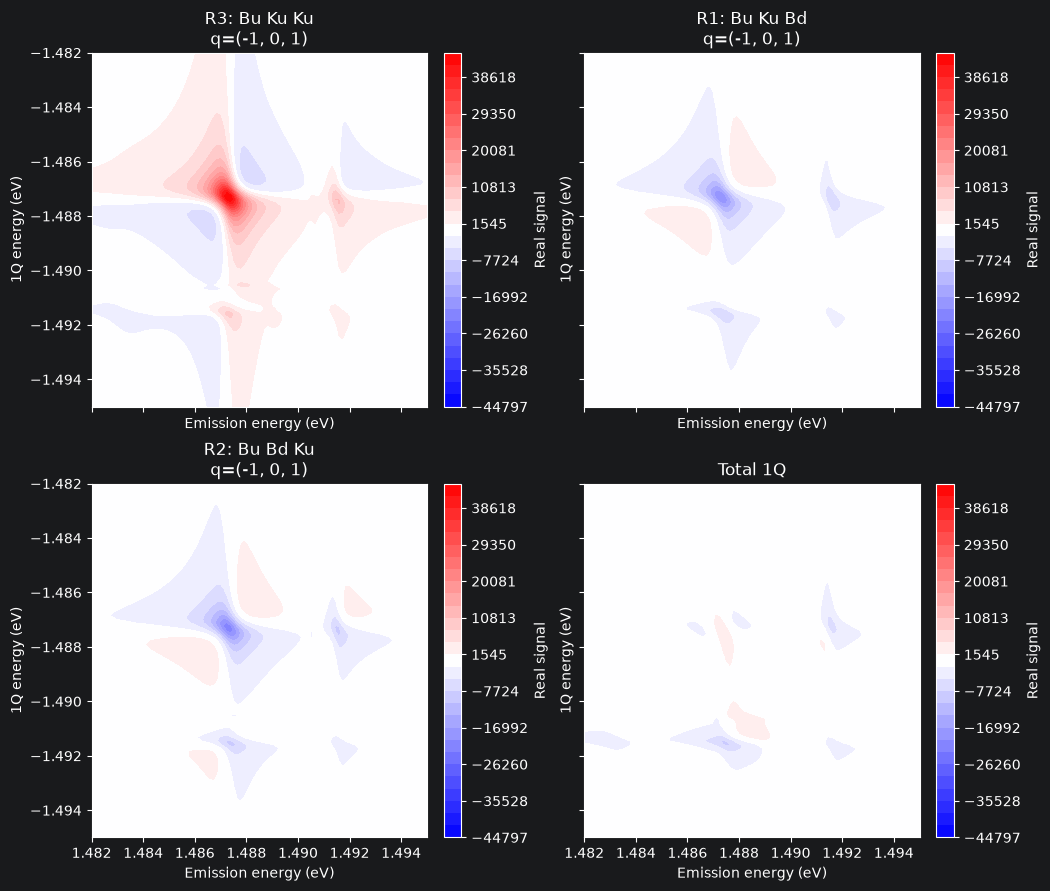 R3: Bu Ku Ku
q=(-1, 0, 1)
−1.482
−1.484
−1.486
−1.488
−1.490
−1.492
−1.494
1Q energy (eV)
Emission energy (eV)
38618
29350
20081
10813
1545
−7724
−16992
−26260
−35528
−44797
Real signal
R1: Bu Ku Bd
q=(-1, 0, 1)
1Q energy (eV)
Emission energy (eV)
38618
29350
20081
10813
1545
−7724
−16992
−26260
−35528
−44797
Real signal
R2: Bu Bd Ku
q=(-1, 0, 1)
−1.482
−1.484
−1.486
−1.488
−1.490
−1.492
−1.494
1Q energy (eV)
1.482 1.484 1.486 1.488 1.490 1.492 1.494
Emission energy (eV)
38618
29350
20081
10813
1545
−7724
−16992
−26260
−35528
−44797
Real signal
Total 1Q
1Q energy (eV)
1.482 1.484 1.486 1.488 1.490 1.492 1.494
Emission energy (eV)
38618
29350
20081
10813
1545
−7724
−16992
−26260
−35528
−44797
Real signal